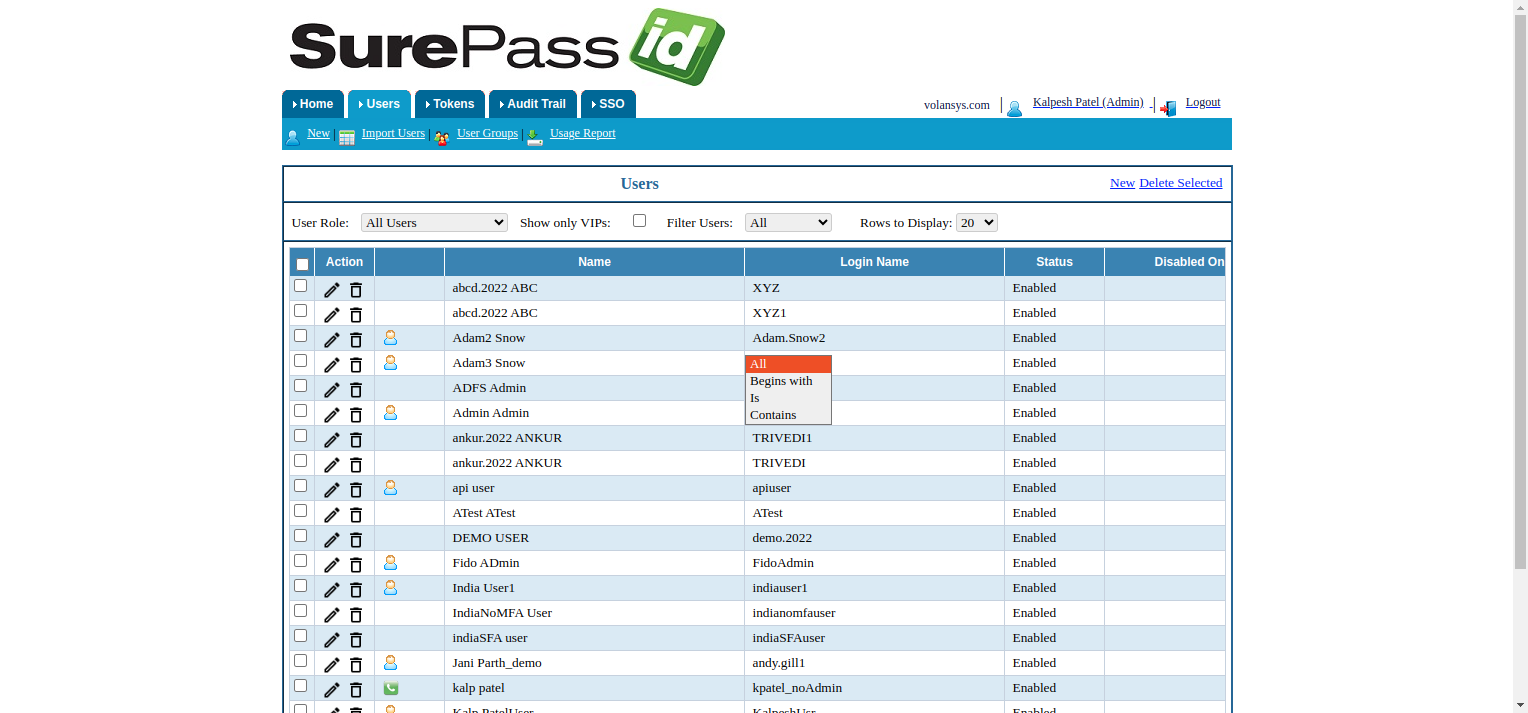 SurePass id
Home Users Tokens Audit Trail SSO
volansys.com | Kalpesh Patel (Admin) - | Logout
New | Import Users | User Groups | Usage Report
Users New Delete Selected
User Role: All Users Show only VIPs: Filter Users: All Rows to Display: 20
Action Name Login Name Status Disabled On
abcd.2022 ABC XYZ Enabled
abcd.2022 ABC XYZ1 Enabled
Adam2 Snow Adam.Snow2 Enabled
Adam3 Snow All Enabled
ADFS Admin Begins with Enabled
Is
Admin Admin Contains Enabled
ankur.2022 ANKUR TRIVEDI1 Enabled
ankur.2022 ANKUR TRIVEDI Enabled
api user apiuser Enabled
ATest ATest ATest Enabled
DEMO USER demo.2022 Enabled
Fido ADmin FidoAdmin Enabled
India User1 indiauser1 Enabled
IndiaNoMFA User indianomfauser Enabled
indiaSFA user indiaSFAuser Enabled
Jani Parth_demo andy.gill1 Enabled
kalp patel kpatel_noAdmin Enabled
Kalp PatelUser KalpeshUsr Enabled